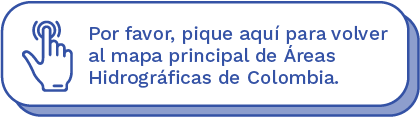 Por favor, pique aquí para volver
al mapa principal de Áreas
Hidrográficas de Colombia.